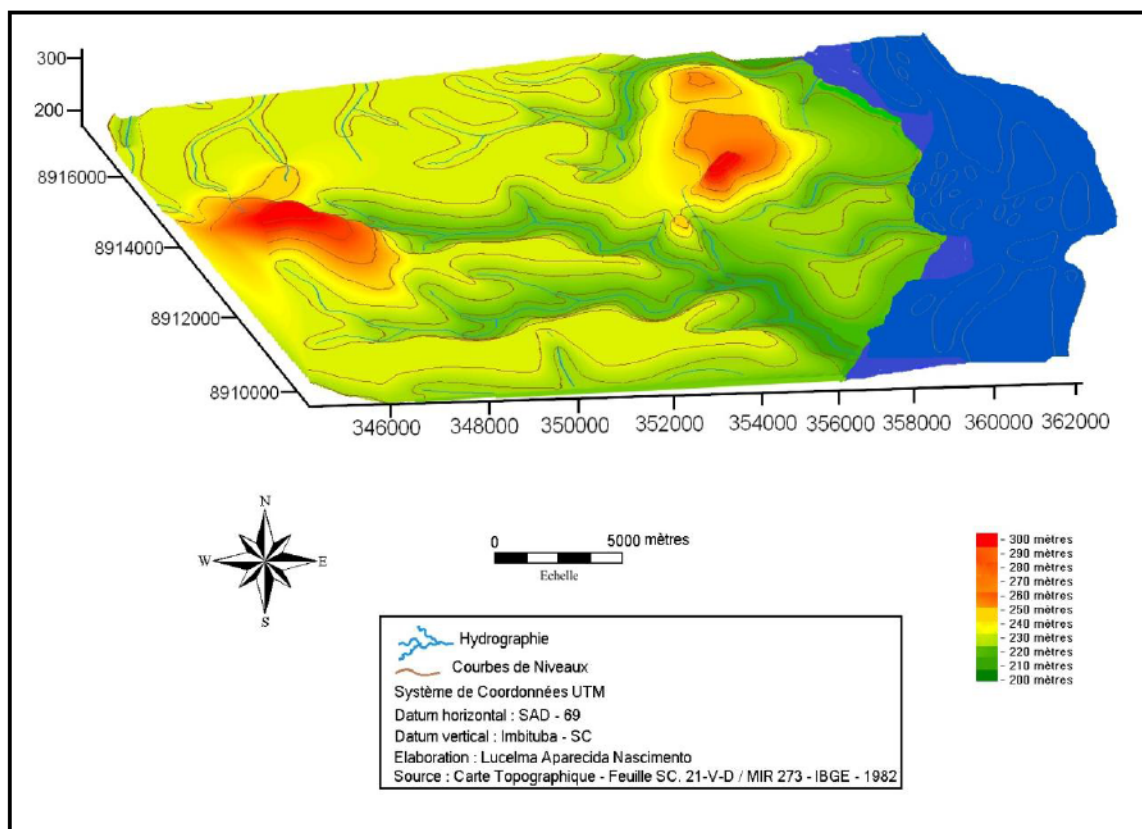 300
200
8916000
8914000
8912000
8910000
346000 348000 350000 352000 354000 356000 358000 360000 362000
N
W E
S
0 5000 mètres
Echelle
300 mètres
290 mètres
280 mètres
270 mètres
260 mètres
250 mètres
240 mètres
230 mètres
220 mètres
210 mètres
200 mètres
Hydrographie
Courbes de Niveaux
Système de Coordonnées UTM
Datum horizontal : SAD - 69
Datum vertical : Imbituba - SC
Elaboration : Lucelma Aparecida Nascimento
Source : Carte Topographique - Feuille SC. 21-V-D / MIR 273 - IBGE - 1982